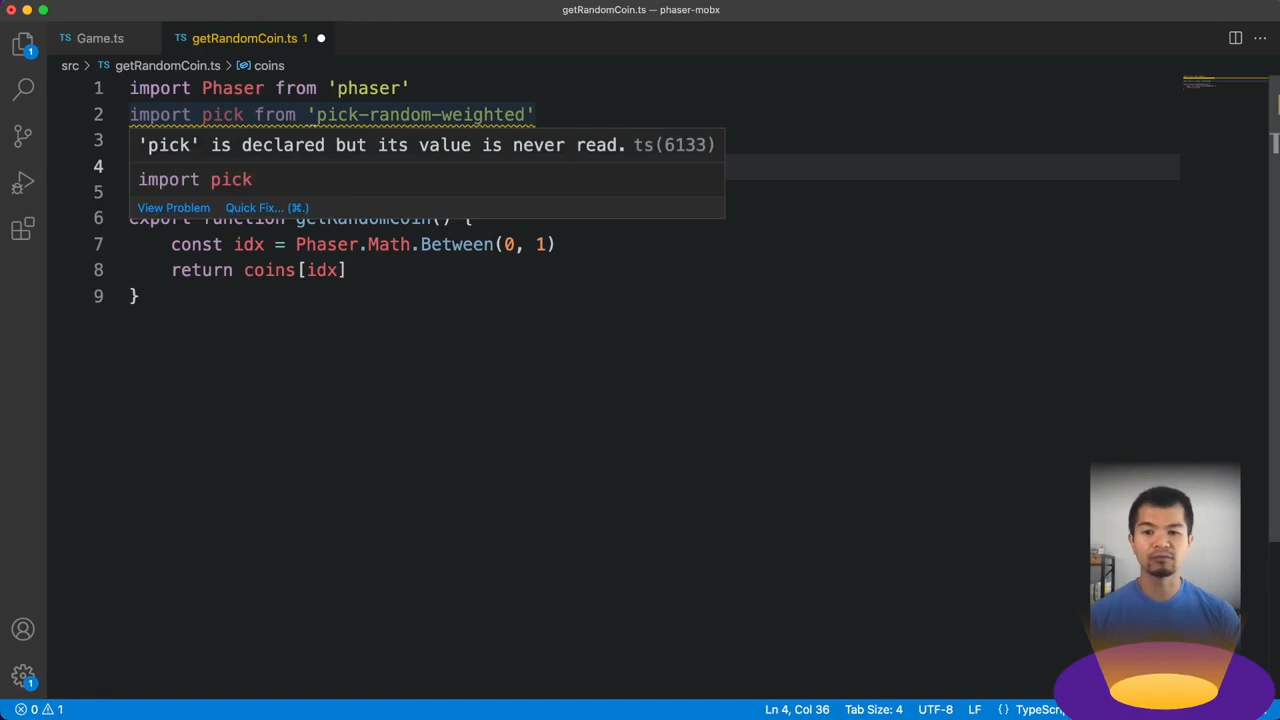 getRandomCoin.ts — phaser-mobx
TS Game.ts
TS getRandomCoin.ts 1
src > TS getRandomCoin.ts > coins
1 import Phaser from 'phaser'
2 import pick from 'pick-random-weighted'
3
'pick' is declared but its value is never read. ts(6133)
4
import pick
5
View Problem Quick Fix... (⌘.)
6 export function getRandomCoin() {
7 const idx = Phaser.Math.Between(0, 1)
8 return coins[idx]
9 }
1
1
0 1 Ln 4, Col 36 Tab Size: 4 UTF-8 LF {} TypeScri